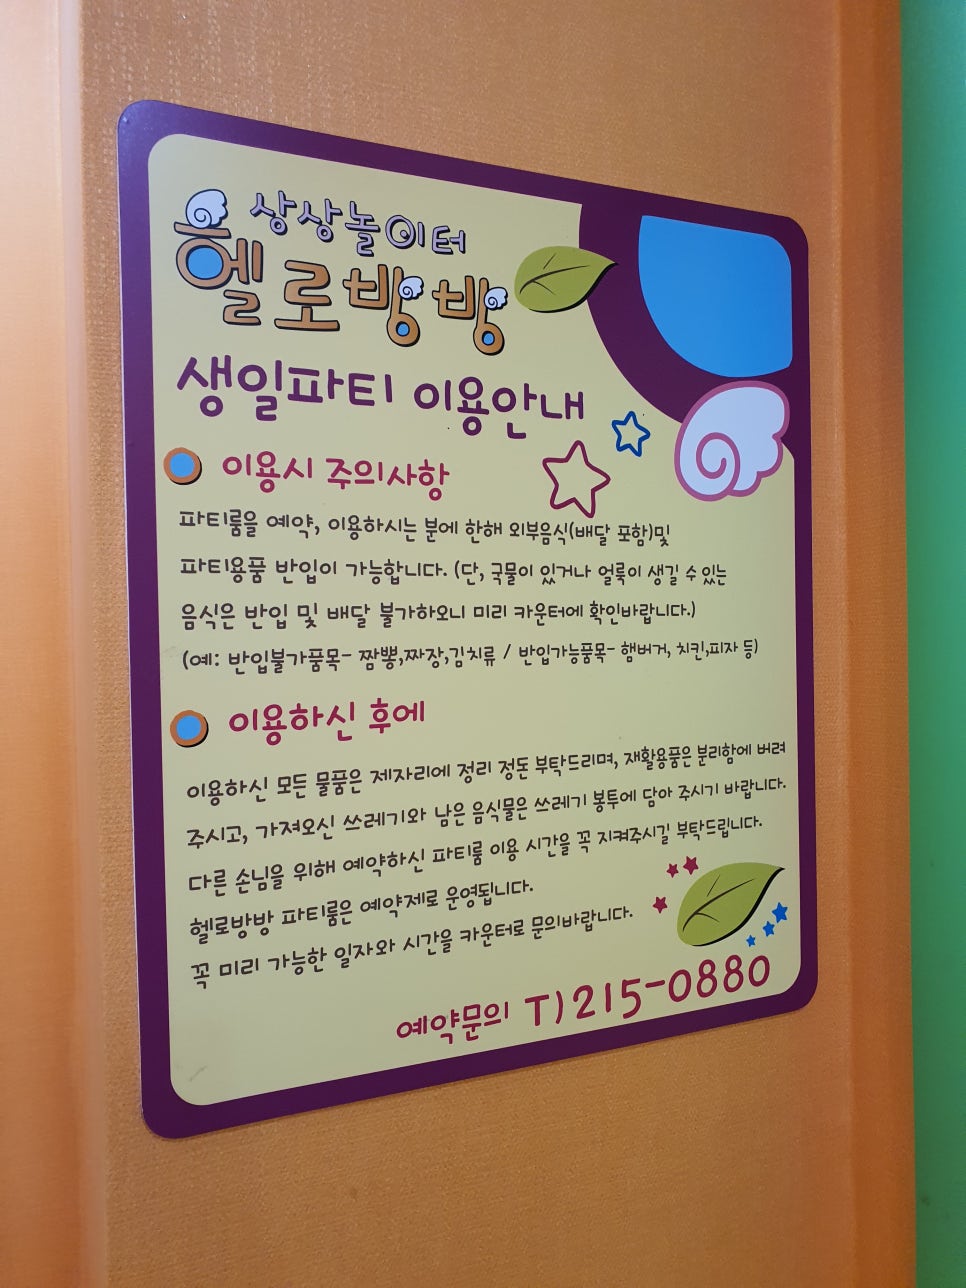 상상놀이터
헬로방방
생일파티 이용안내
이용시 주의사항
파티룸을 예약, 이용하시는 분에 한해 외부음식(배달 포함)및
파티용품 반입이 가능합니다. (단, 국물이 있거나 얼룩이 생길 수 있는
음식은 반입 및 배달 불가하오니 미리 카운터에 확인바랍니다.)
(예: 반입불가품목- 짬뽕,짜장,김치류 / 반입가능품목- 햄버거, 치킨,피자 등)
이용하신 후에
이용하신 모든 물품은 제자리에 정리 정돈 부탁드리며, 재활용품은 분리함에 버려
주시고, 가져오신 쓰레기와 남은 음식물은 쓰레기 봉투에 담아 주시기 바랍니다.
다른 손님을 위해 예약하신 파티룸 이용 시간을 꼭 지켜주시길 부탁드립니다.
헬로방방 파티룸은 예약제로 운영됩니다.
꼭 미리 가능한 일자와 시간을 카운터로 문의바랍니다.
예약문의 T)215-0880